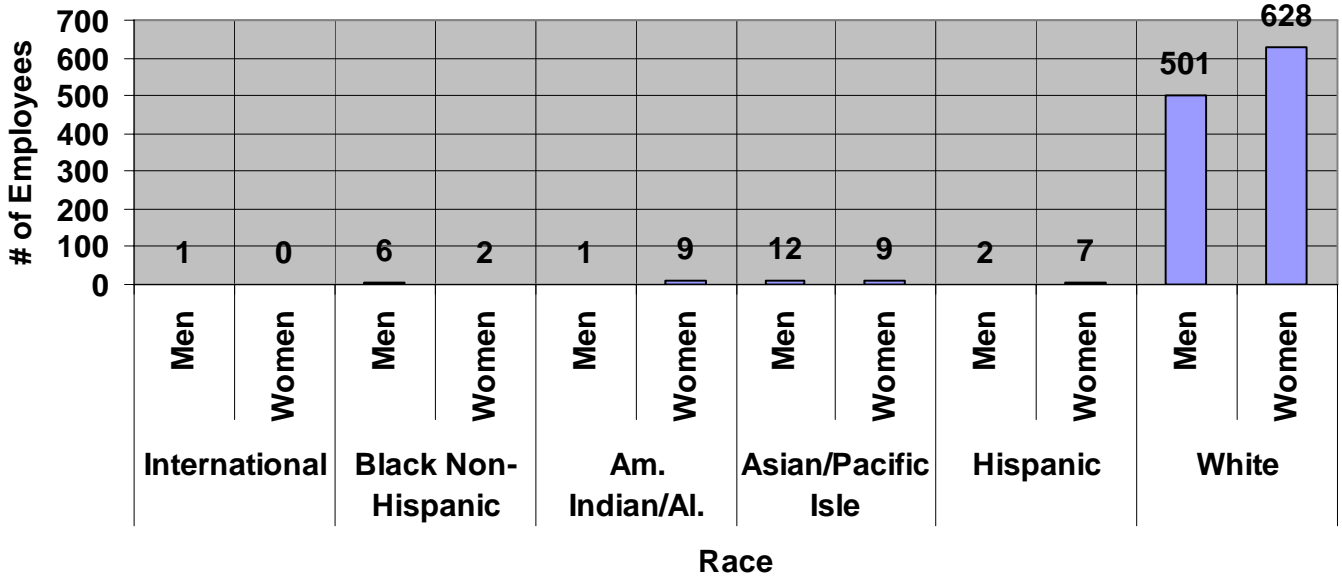 # of Employees
700
600
500
400
300
200
100
0
1
0
6
2
1
9
12
9
2
7
501
628
Men
Women
Men
Women
Men
Women
Men
Women
Men
Women
Men
Women
International
Black Non-
Hispanic
Am.
Indian/Al.
Asian/Pacific
Isle
Hispanic
White
Race